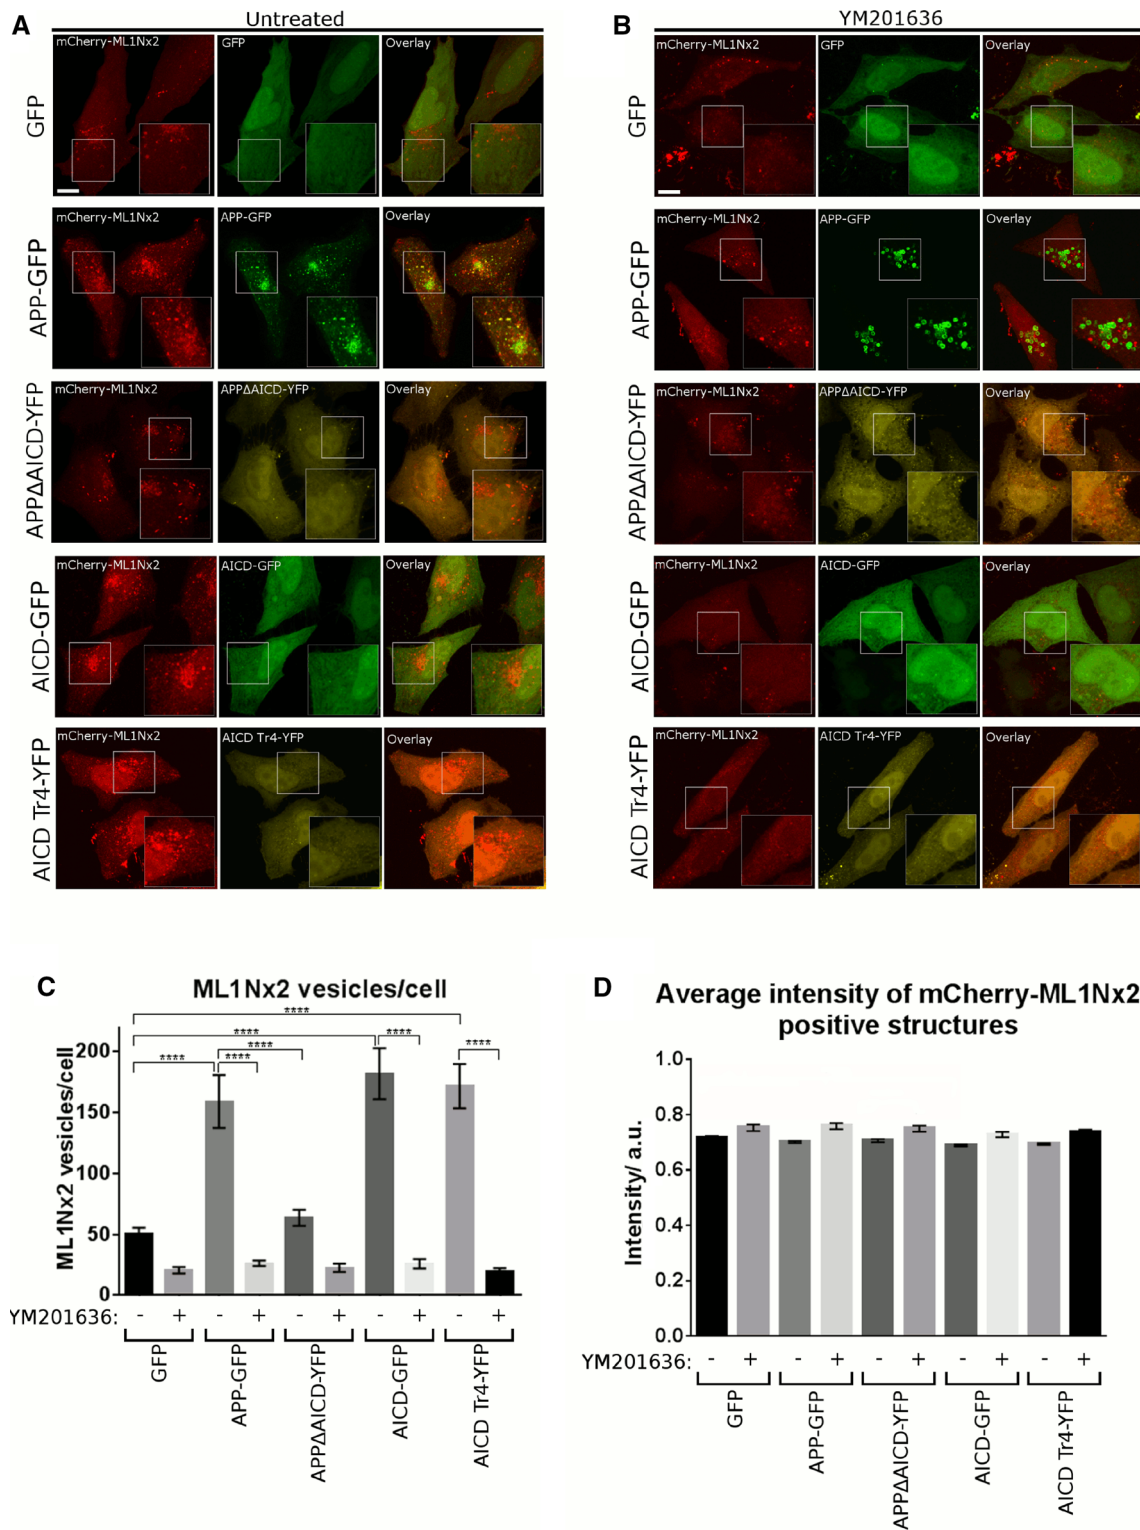 A
Untreated
mCherry-ML1Nx2 GFP Overlay
GFP
mCherry-ML1Nx2 APP-GFP Overlay
APP-GFP
mCherry-ML1Nx2 APPΔAICD-YFP Overlay
APPΔAICD-YFP
mCherry-ML1Nx2 AICD-GFP Overlay
AICD-GFP
mCherry-ML1Nx2 AICD Tr4-YFP Overlay
AICD Tr4-YFP
B
YM201636
mCherry-ML1Nx2 GFP Overlay
GFP
mCherry-ML1Nx2 APP-GFP Overlay
APP-GFP
mCherry-ML1Nx2 APPΔAICD-YFP Overlay
APPΔAICD-YFP
mCherry-ML1Nx2 AICD-GFP Overlay
AICD-GFP
mCherry-ML1Nx2 AICD Tr4-YFP Overlay
AICD Tr4-YFP
C
ML1Nx2 vesicles/cell
****
**** ****
**** ****
**** ****
ML1Nx2 vesicles/cell
200
150
100
50
0
YM201636: - + - + - + - + - +
GFP
APP-GFP
APPΔAICD-YFP
AICD-GFP
AICD Tr4-YFP
D
Average intensity of mCherry-ML1Nx2
positive structures
Intensity/ a.u.
1.0
0.8
0.6
0.4
0.2
0.0
YM201636: - + - + - + - + - +
GFP
APP-GFP
APPΔAICD-YFP
AICD-GFP
AICD Tr4-YFP